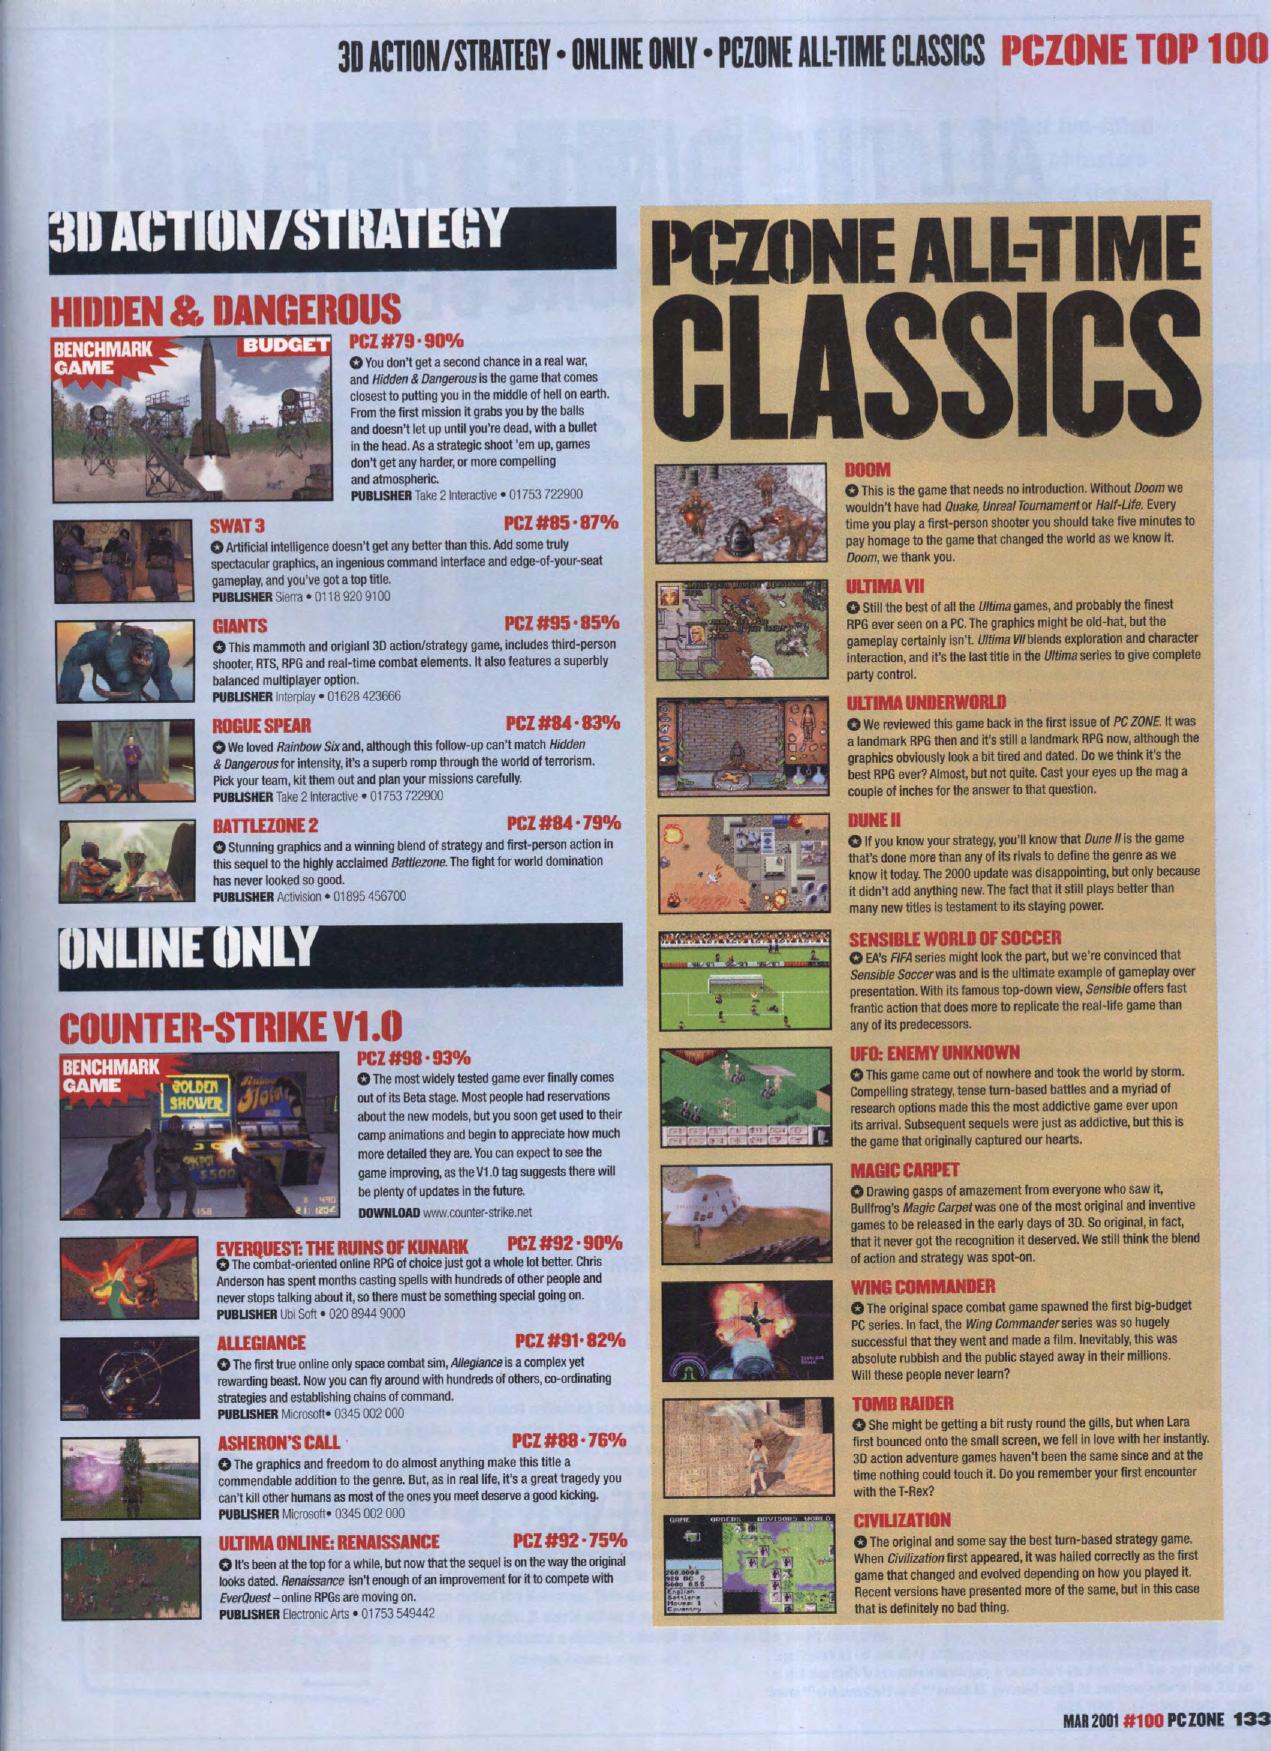 3D ACTION/STRATEGY • ONLINE ONLY • PCZONE ALL-TIME CLASSICS PCZONE TOP 100
3D ACTION/STRATEGY
HIDDEN & DANGEROUS
BENCHMARK
GAME
BUDGET
PCZ #79 · 90%
You don't get a second chance in a real war,
and Hidden & Dangerous is the game that comes
closest to putting you in the middle of hell on earth.
From the first mission it grabs you by the balls
and doesn't let up until you're dead, with a bullet
in the head. As a strategic shoot 'em up, games
don't get any harder, or more compelling
and atmospheric.
PUBLISHER Take 2 Interactive • 01753 722900
SWAT 3 PCZ #85 · 87%
Artificial intelligence doesn't get any better than this. Add some truly
spectacular graphics, an ingenious command interface and edge-of-your-seat
gameplay, and you've got a top title.
PUBLISHER Sierra • 0118 920 9100
GIANTS PCZ #95 · 85%
This mammoth and origianl 3D action/strategy game, includes third-person
shooter, RTS, RPG and real-time combat elements. It also features a superbly
balanced multiplayer option.
PUBLISHER Interplay • 01628 423666
ROGUE SPEAR PCZ #84 · 83%
We loved Rainbow Six and, although this follow-up can't match Hidden
& Dangerous for intensity, it's a superb romp through the world of terrorism.
Pick your team, kit them out and plan your missions carefully.
PUBLISHER Take 2 Interactive • 01753 722900
BATTLEZONE 2 PCZ #84 · 79%
Stunning graphics and a winning blend of strategy and first-person action in
this sequel to the highly acclaimed Battlezone. The fight for world domination
has never looked so good.
PUBLISHER Activision • 01895 456700
ONLINE ONLY
COUNTER-STRIKE V1.0
BENCHMARK
GAME
GOLDEN
SHOWER
$500
PCZ #98 · 93%
The most widely tested game ever finally comes
out of its Beta stage. Most people had reservations
about the new models, but you soon get used to their
camp animations and begin to appreciate how much
more detailed they are. You can expect to see the
game improving, as the V1.0 tag suggests there will
be plenty of updates in the future.
DOWNLOAD www.counter-strike.net
EVERQUEST: THE RUINS OF KUNARK PCZ #92 · 90%
The combat-oriented online RPG of choice just got a whole lot better. Chris
Anderson has spent months casting spells with hundreds of other people and
never stops talking about it, so there must be something special going on.
PUBLISHER Ubi Soft • 020 8944 9000
ALLEGIANCE PCZ #91 · 82%
The first true online only space combat sim, Allegiance is a complex yet
rewarding beast. Now you can fly around with hundreds of others, co-ordinating
strategies and establishing chains of command.
PUBLISHER Microsoft • 0345 002 000
ASHERON'S CALL PCZ #88 · 76%
The graphics and freedom to do almost anything make this title a
commendable addition to the genre. But, as in real life, it's a great tragedy you
can't kill other humans as most of the ones you meet deserve a good kicking.
PUBLISHER Microsoft • 0345 002 000
ULTIMA ONLINE: RENAISSANCE PCZ #92 · 75%
It's been at the top for a while, but now that the sequel is on the way the original
looks dated. Renaissance isn't enough of an improvement for it to compete with
EverQuest – online RPGs are moving on.
PUBLISHER Electronic Arts • 01753 549442
PCZONE ALL-TIME
CLASSICS
DOOM
This is the game that needs no introduction. Without Doom we
wouldn't have had Quake, Unreal Tournament or Half-Life. Every
time you play a first-person shooter you should take five minutes to
pay homage to the game that changed the world as we know it.
Doom, we thank you.
ULTIMA VII
Still the best of all the Ultima games, and probably the finest
RPG ever seen on a PC. The graphics might be old-hat, but the
gameplay certainly isn't. Ultima VII blends exploration and character
interaction, and it's the last title in the Ultima series to give complete
party control.
ULTIMA UNDERWORLD
We reviewed this game back in the first issue of PC ZONE. It was
a landmark RPG then and it's still a landmark RPG now, although the
graphics obviously look a bit tired and dated. Do we think it's the
best RPG ever? Almost, but not quite. Cast your eyes up the mag a
couple of inches for the answer to that question.
DUNE II
If you know your strategy, you'll know that Dune II is the game
that's done more than any of its rivals to define the genre as we
know it today. The 2000 update was disappointing, but only because
it didn't add anything new. The fact that it still plays better than
many new titles is testament to its staying power.
SENSIBLE WORLD OF SOCCER
EA's FIFA series might look the part, but we're convinced that
Sensible Soccer was and is the ultimate example of gameplay over
presentation. With its famous top-down view, Sensible offers fast
frantic action that does more to replicate the real-life game than
any of its predecessors.
UFO: ENEMY UNKNOWN
This game came out of nowhere and took the world by storm.
Compelling strategy, tense turn-based battles and a myriad of
research options made this the most addictive game ever upon
its arrival. Subsequent sequels were just as addictive, but this is
the game that originally captured our hearts.
MAGIC CARPET
Drawing gasps of amazement from everyone who saw it,
Bullfrog's Magic Carpet was one of the most original and inventive
games to be released in the early days of 3D. So original, in fact,
that it never got the recognition it deserved. We still think the blend
of action and strategy was spot-on.
WING COMMANDER
The original space combat game spawned the first big-budget
PC series. In fact, the Wing Commander series was so hugely
successful that they went and made a film. Inevitably, this was
absolute rubbish and the public stayed away in their millions.
Will these people never learn?
TOMB RAIDER
She might be getting a bit rusty round the gills, but when Lara
first bounced onto the small screen, we fell in love with her instantly.
3D action adventure games haven't been the same since and at the
time nothing could touch it. Do you remember your first encounter
with the T-Rex?
GAME ORDERS ADVISORS WORLD
English
Settlers
Moves: 1
Coventry
CIVILIZATION
The original and some say the best turn-based strategy game.
When Civilization first appeared, it was hailed correctly as the first
game that changed and evolved depending on how you played it.
Recent versions have presented more of the same, but in this case
that is definitely no bad thing.
MAR 2001 #100 PCZONE 133